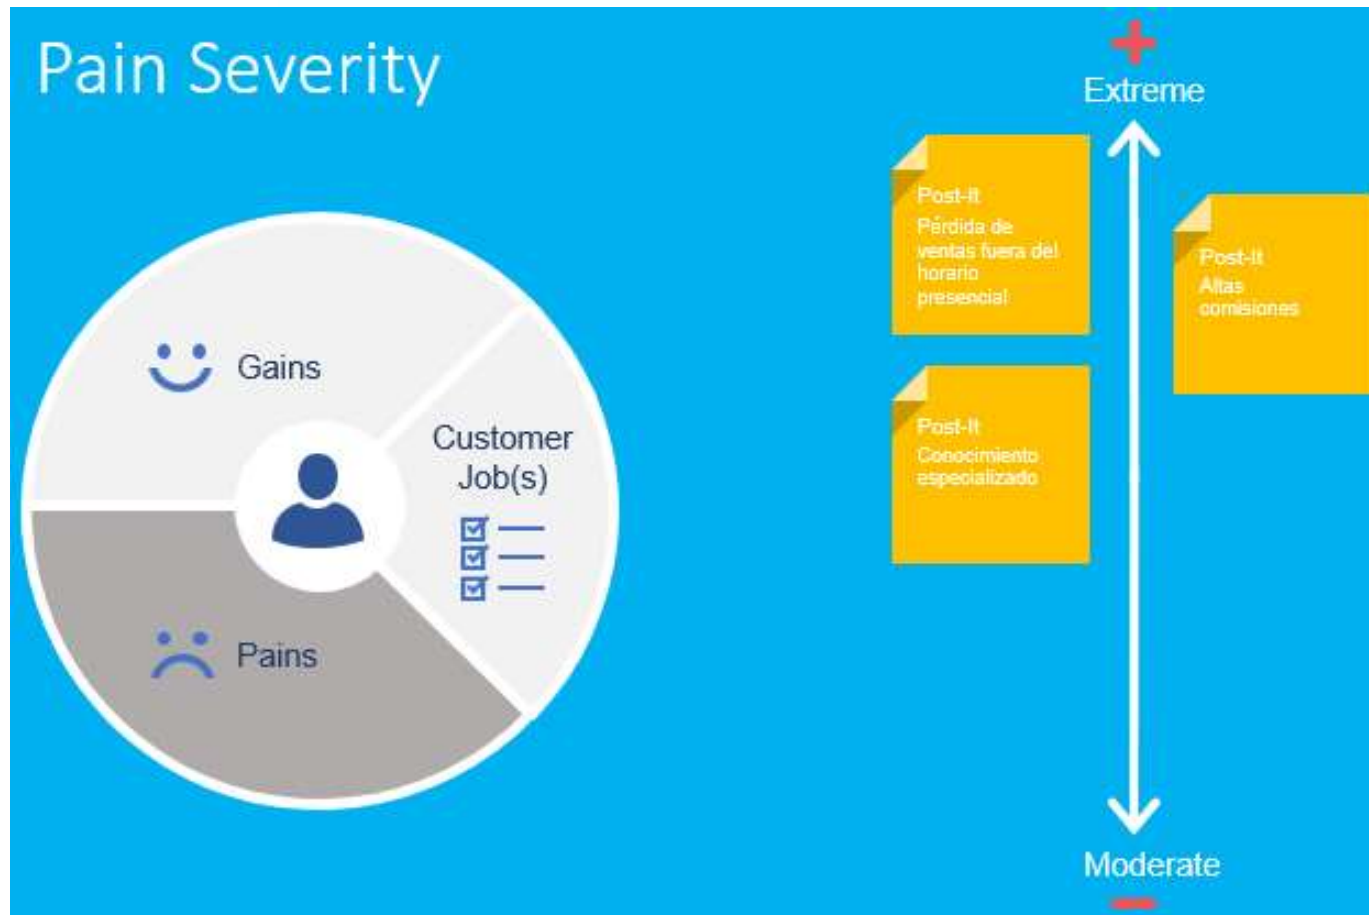 Pain Severity
Extreme
Post-It
Pérdida de
ventas fuera del
horario
presencial
Post-It
Altas
comisiones
Gains
Post-It
Conocimiento
especializado
Customer
Job(s)
Pains
Moderate